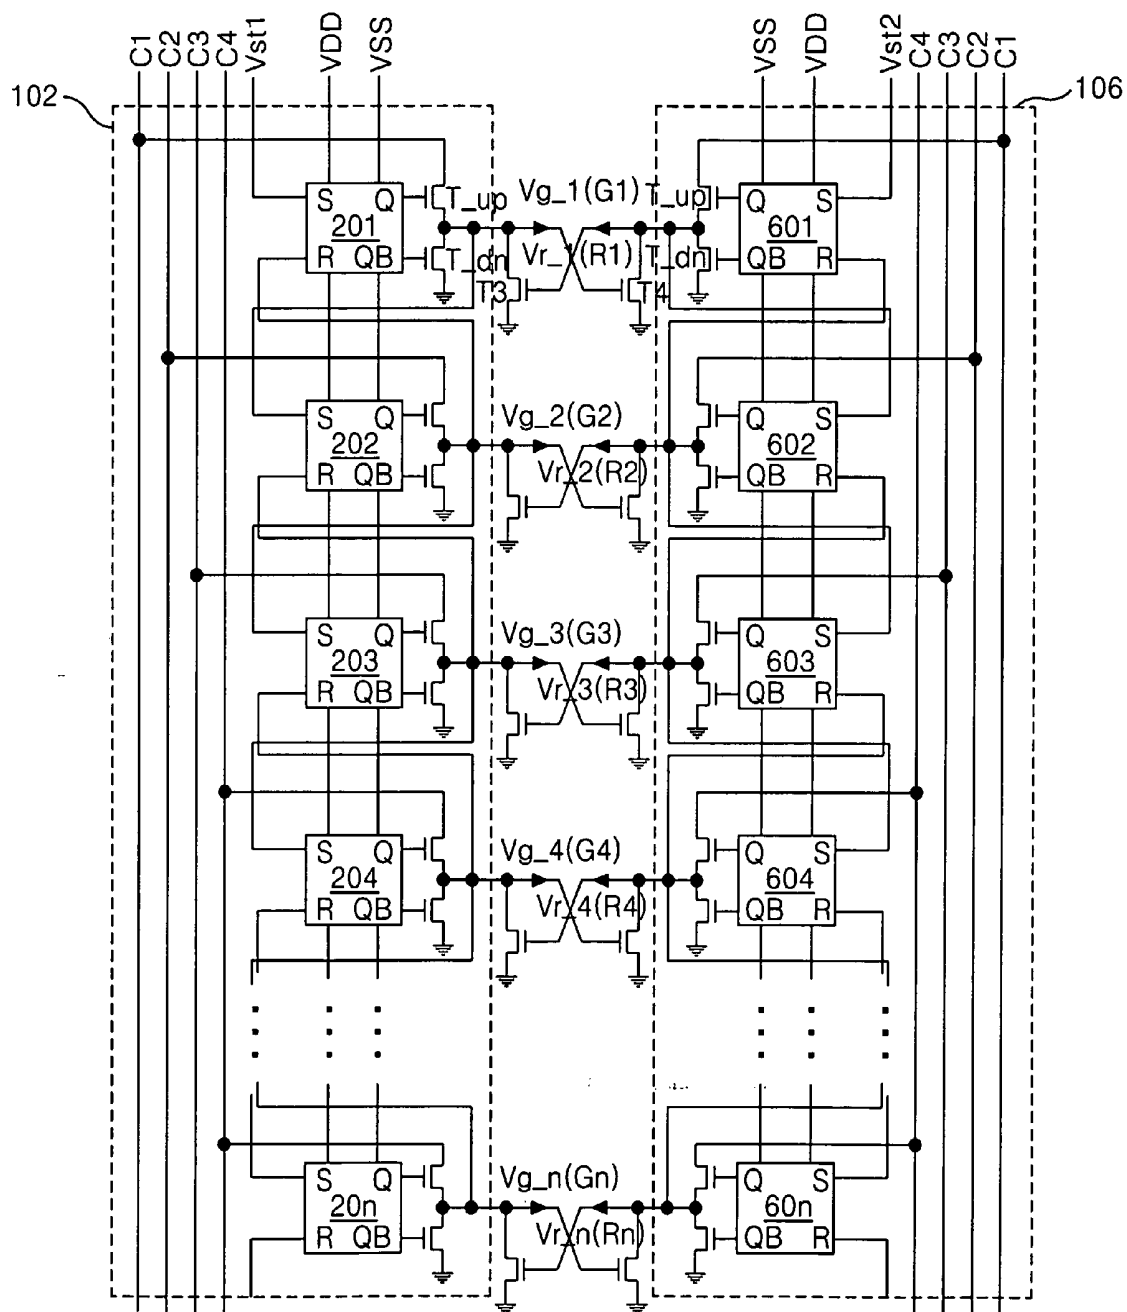 C1 C2 C3 C4 Vst1 VDD VSS VSS VDD Vst2 C4 C3 C2 C1
102 106
S Q T_up Vg_1(G1) T_up Q S
201 601
R QB T_dn Vr_1(R1) T_dn QB R
T3 T4
S Q Vg_2(G2) Q S
202 602
R QB Vr_2(R2) QB R
S Q Vg_3(G3) Q S
203 603
R QB Vr_3(R3) QB R
S Q Vg_4(G4) Q S
204 604
R QB Vr_4(R4) QB R
S Q Vg_n(Gn) Q S
20n 60n
R QB Vr_n(Rn) QB R